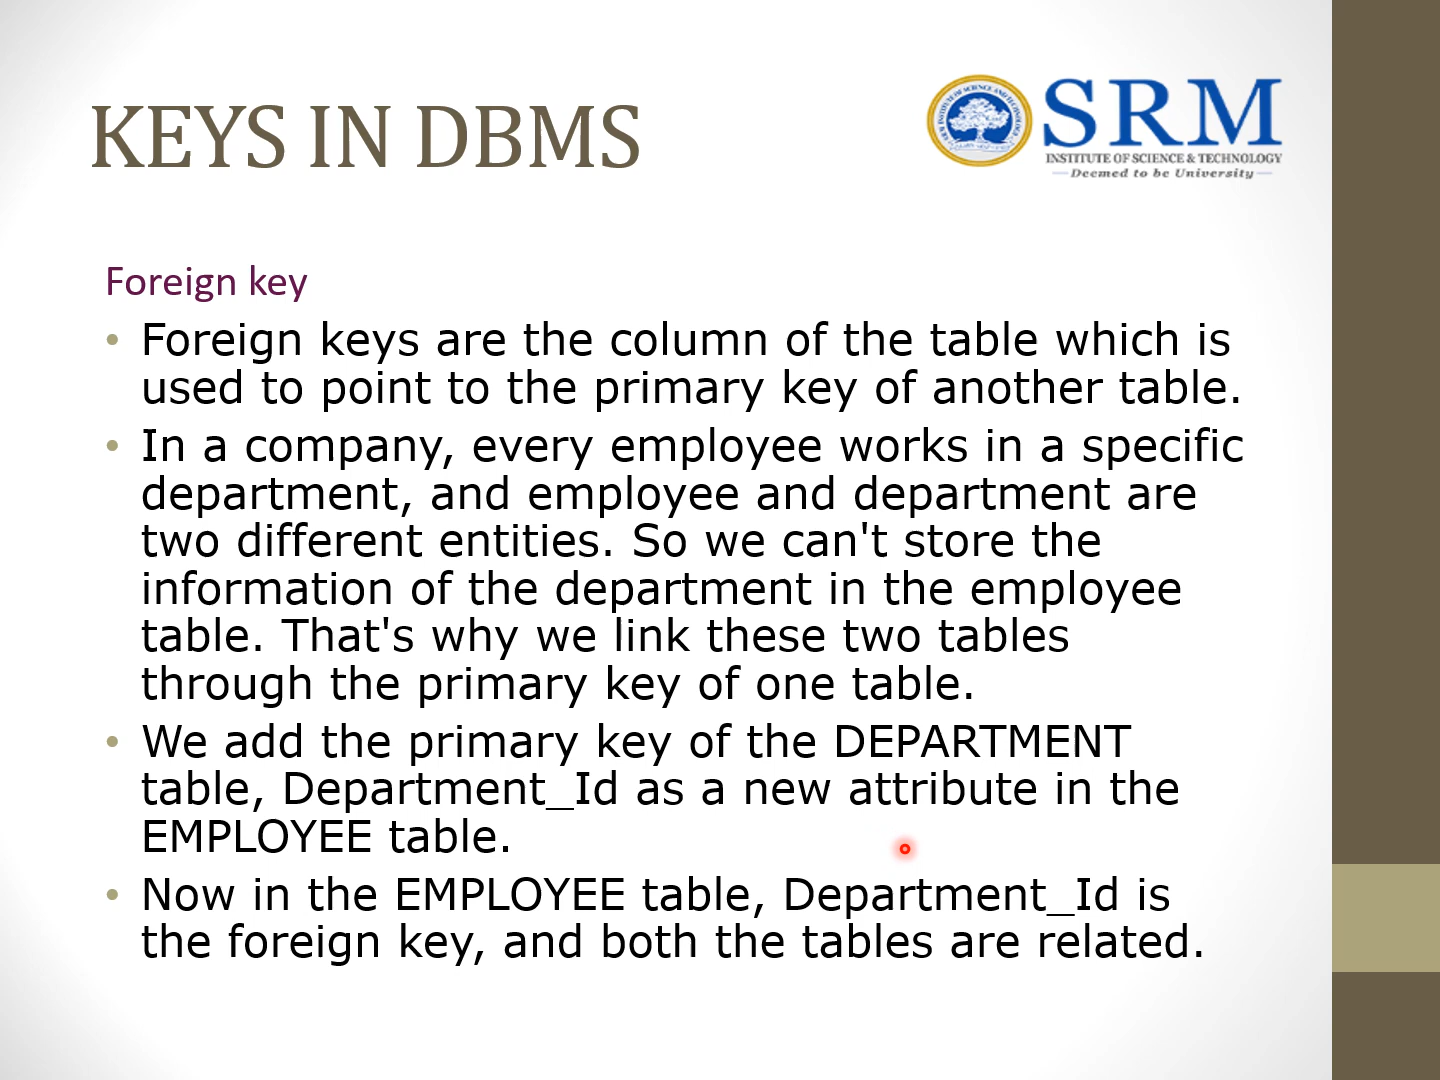 KEYS IN DBMS
SRM
INSTITUTE OF SCIENCE & TECHNOLOGY
Deemed to be University
Foreign key
• Foreign keys are the column of the table which is
used to point to the primary key of another table.
• In a company, every employee works in a specific
department, and employee and department are
two different entities. So we can't store the
information of the department in the employee
table. That's why we link these two tables
through the primary key of one table.
• We add the primary key of the DEPARTMENT
table, Department_Id as a new attribute in the
EMPLOYEE table.
• Now in the EMPLOYEE table, Department_Id is
the foreign key, and both the tables are related.